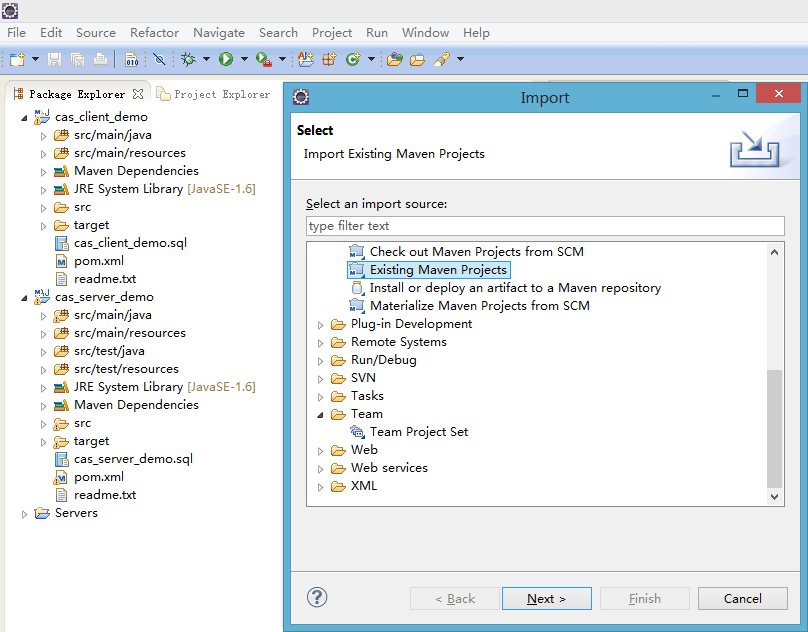 File Edit Source Refactor Navigate Search Project Run Window Help
Package Explorer Project Explorer
cas_client_demo
src/main/java
src/main/resources
Maven Dependencies
JRE System Library [JavaSE-1.6]
src
target
cas_client_demo.sql
pom.xml
readme.txt
cas_server_demo
src/main/java
src/main/resources
src/test/java
src/test/resources
JRE System Library [JavaSE-1.6]
Maven Dependencies
src
target
cas_server_demo.sql
pom.xml
readme.txt
Servers
Import
Select
Import Existing Maven Projects
Select an import source:
type filter text
Check out Maven Projects from SCM
Existing Maven Projects
Install or deploy an artifact to a Maven repository
Materialize Maven Projects from SCM
Plug-in Development
Remote Systems
Run/Debug
SVN
Tasks
Team
Team Project Set
Web
Web services
XML
< Back Next > Finish Cancel